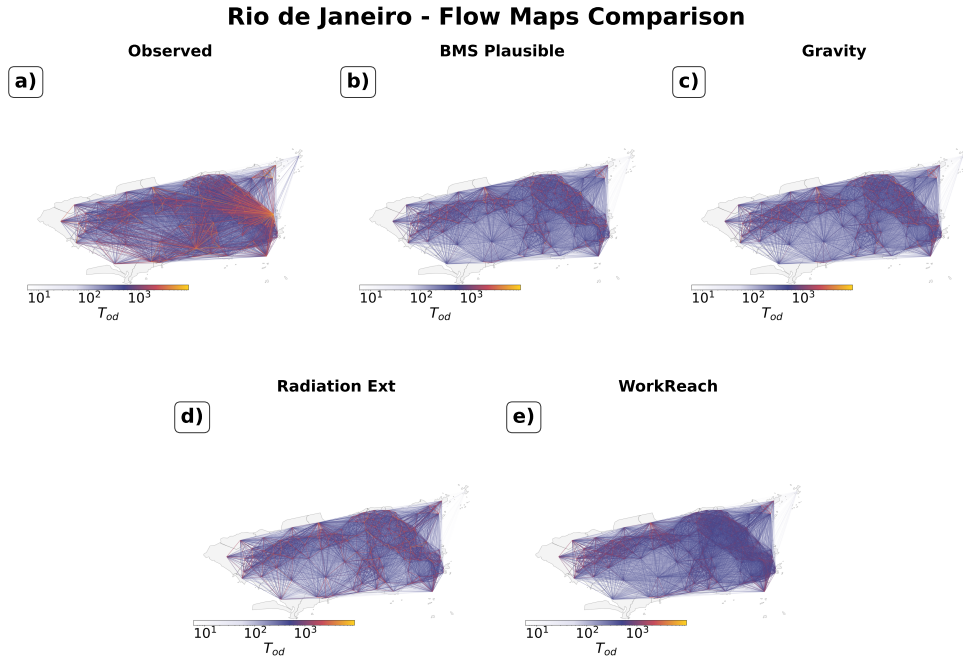 Rio de Janeiro - Flow Maps Comparison
Observed
BMS Plausible
Gravity
a)
b)
c)
10¹ 10² 10³
T_od
10¹ 10² 10³
T_od
10¹ 10² 10³
T_od
Radiation Ext
WorkReach
d)
e)
10¹ 10² 10³
T_od
10¹ 10² 10³
T_od